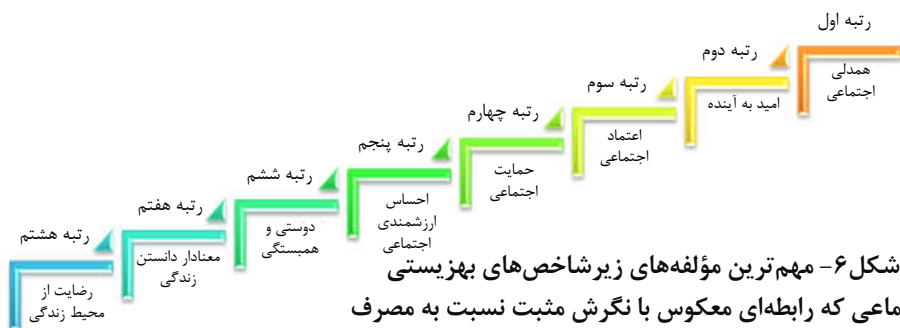 رتبه اول
همدلی
اجتماعی
رتبه دوم
امید به آینده
رتبه سوم
اعتماد
اجتماعی
رتبه چهارم
حمایت
اجتماعی
رتبه پنجم
احساس
ارزشمندی
اجتماعی
رتبه ششم
دوستی و
همبستگی
رتبه هفتم
معنادار دانستن
زندگی
رتبه هشتم
رضایت از
محیط زندگی
شکل۶- مهم‌ترین مؤلفه‌های زیرشاخص‌های بهزیستی
ماعی که رابطه‌ای معکوس با نگرش مثبت نسبت به مصرف